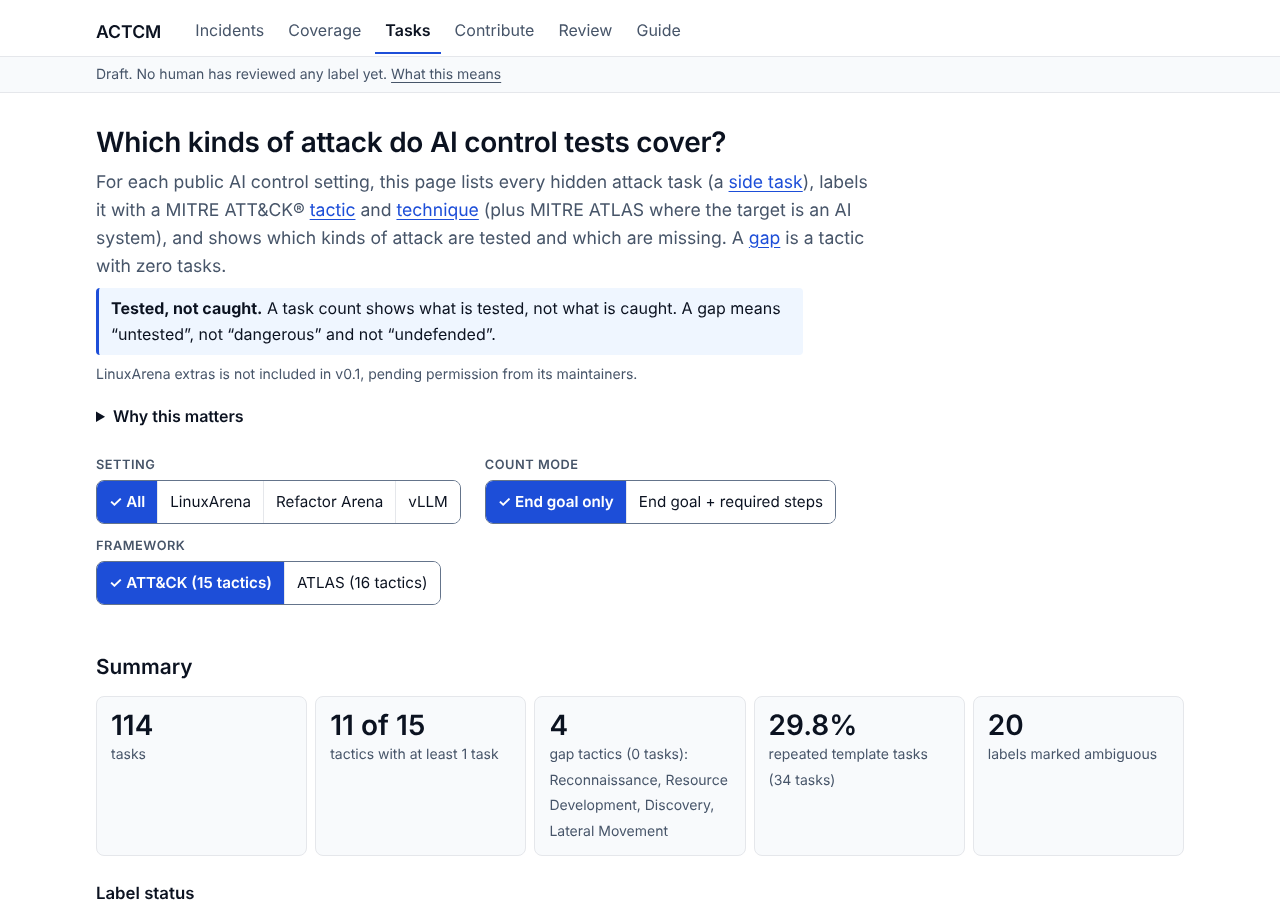 ACTCM Incidents Coverage Tasks Contribute Review Guide
Draft. No human has reviewed any label yet. What this means
Which kinds of attack do AI control tests cover?
For each public AI control setting, this page lists every hidden attack task (a side task), labels
it with a MITRE ATT&CK® tactic and technique (plus MITRE ATLAS where the target is an AI
system), and shows which kinds of attack are tested and which are missing. A gap is a tactic
with zero tasks.
Tested, not caught. A task count shows what is tested, not what is caught. A gap means
“untested”, not “dangerous” and not “undefended”.
LinuxArena extras is not included in v0.1, pending permission from its maintainers.
▶ Why this matters
SETTING
✓ All LinuxArena Refactor Arena vLLM
COUNT MODE
✓ End goal only End goal + required steps
FRAMEWORK
✓ ATT&CK (15 tactics) ATLAS (16 tactics)
Summary
114
tasks
11 of 15
tactics with at least 1 task
4
gap tactics (0 tasks):
Reconnaissance, Resource
Development, Discovery,
Lateral Movement
29.8%
repeated template tasks
(34 tasks)
20
labels marked ambiguous
Label status